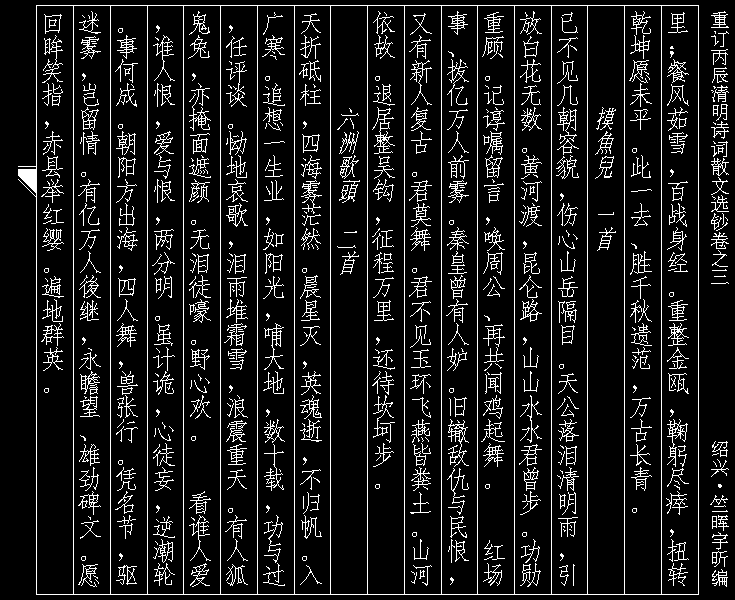 重订丙辰清明诗词散文选钞卷之三
绍兴·竺晖宇昕编
里；餐风茹雪，百战身经。重整金瓯，鞠躬尽瘁，扭转
乾坤愿未平。此一去、胜千秋遗范，万古长青。
摸魚兒　一首
已不见几朝容貌，伤心山岳隔目。天公落泪清明雨，引
放白花无数。黄河渡，昆仑路，山山水水君曾步。功勋
重顾。记谆嘱留言，唤周公、再共闻鸡起舞。　　红场
事、拨亿万人前雾。秦皇曾有人妒。旧辙敌仇与民恨，
又有新人复古。君莫舞。君不见玉环飞燕皆粪土。山河
依故。退居整吴钩，征程万里，还待坎坷步。
六洲歌頭　二首
天折砥柱，四海雾茫然。晨星灭，英魂逝，不归帆。入
广寒。追想一生业，如阳光，哺大地，数十载，功与过
，任评谈。恸地哀歌，泪雨堆霜雪，浪震重天。有人狐
鬼兔，亦掩面遮颜。无泪徒嚎。野心欢。　　看谁人爱
，谁人恨，爱与恨，两分明。虽计诡，心徒妄，逆潮轮
。事何成。朝阳方出海，四人舞，兽张行。凭名节，驱
迷雾，岂留情。有亿万人後继，永瞻望、雄劲碑文。愿
回眸笑指，赤县举红缨。遍地群英。